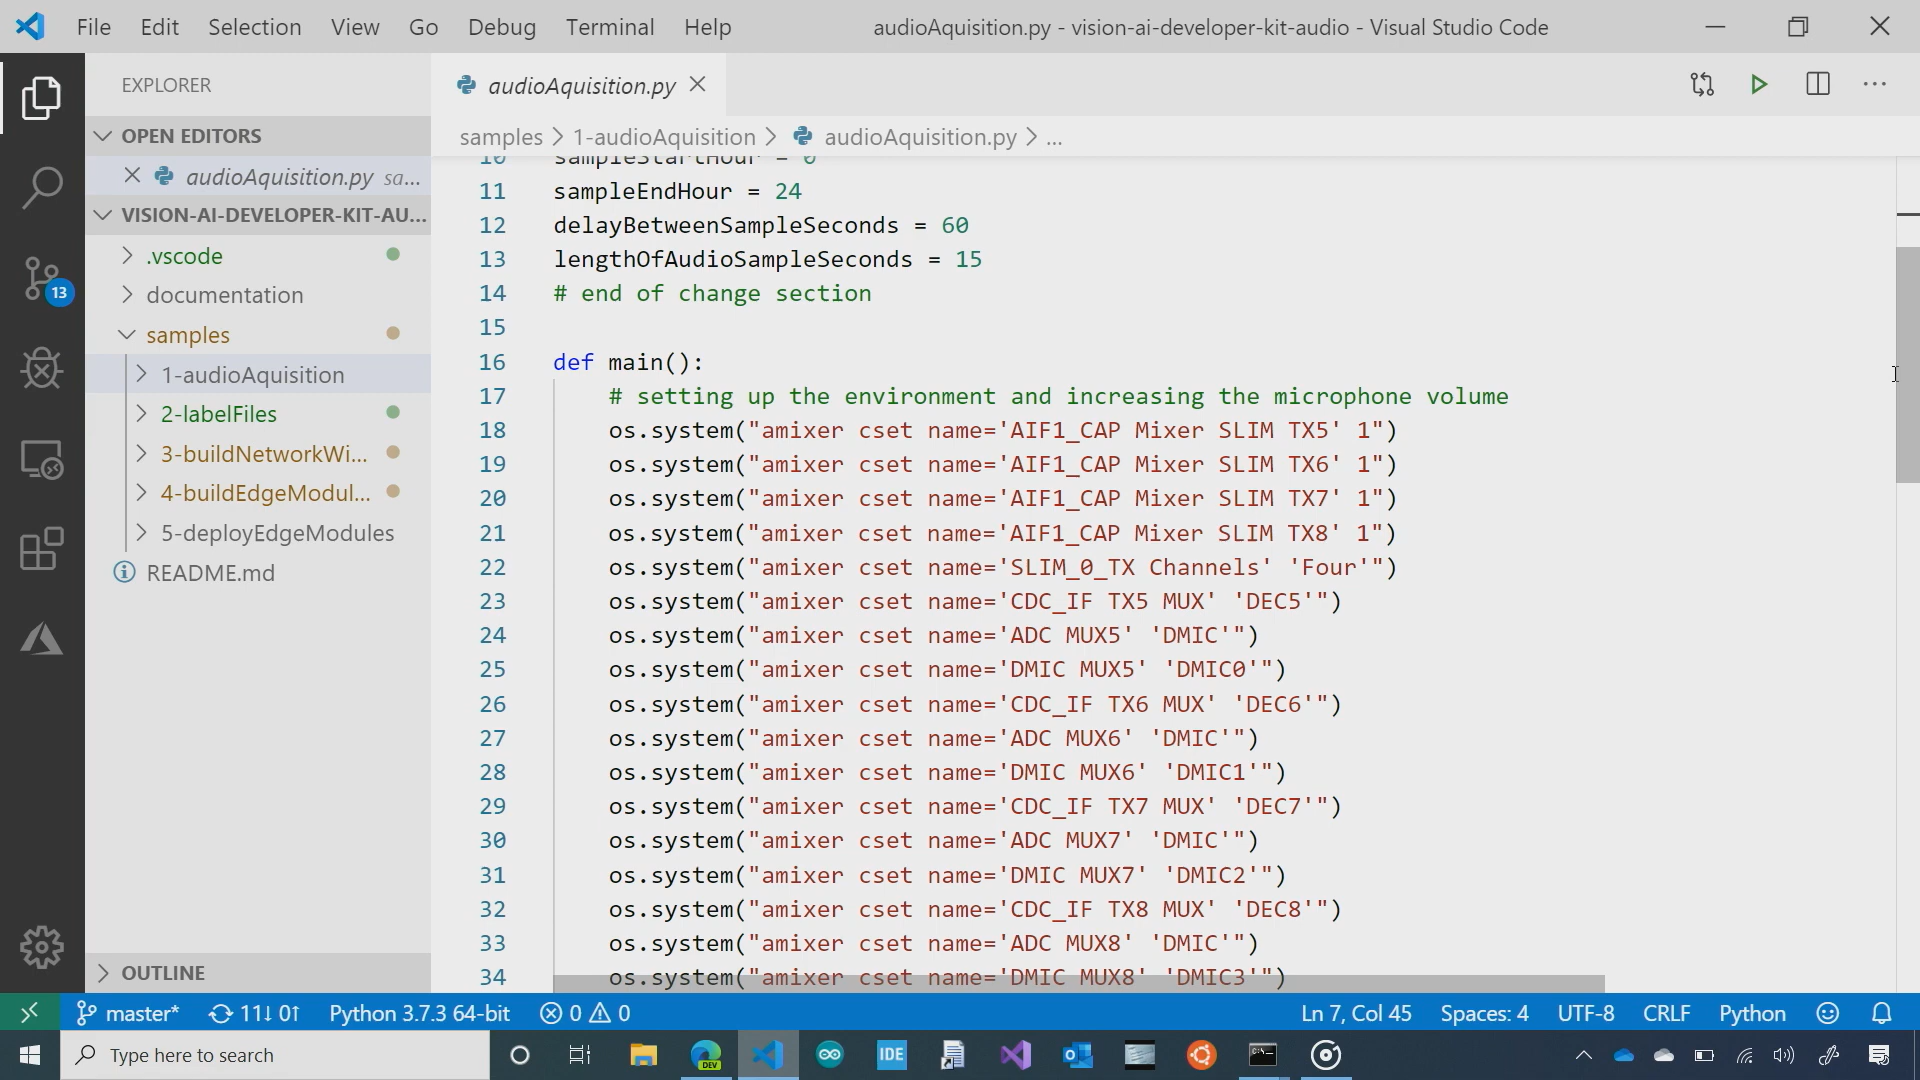 File Edit Selection View Go Debug Terminal Help audioAquisition.py - vision-ai-developer-kit-audio - Visual Studio Code
EXPLORER
audioAquisition.py
OPEN EDITORS
audioAquisition.py sa...
VISION-AI-DEVELOPER-KIT-AU...
.vscode
documentation
samples
1-audioAquisition
2-labelFiles
3-buildNetworkWi...
4-buildEdgeModul...
5-deployEdgeModules
README.md
OUTLINE
13
samples > 1-audioAquisition > audioAquisition.py > ...
10 sampleStartHour = 0
11 sampleEndHour = 24
12 delayBetweenSampleSeconds = 60
13 lengthOfAudioSampleSeconds = 15
14 # end of change section
15
16 def main():
17 # setting up the environment and increasing the microphone volume
18 os.system("amixer cset name='AIF1_CAP Mixer SLIM TX5' 1")
19 os.system("amixer cset name='AIF1_CAP Mixer SLIM TX6' 1")
20 os.system("amixer cset name='AIF1_CAP Mixer SLIM TX7' 1")
21 os.system("amixer cset name='AIF1_CAP Mixer SLIM TX8' 1")
22 os.system("amixer cset name='SLIM_0_TX Channels' 'Four'")
23 os.system("amixer cset name='CDC_IF TX5 MUX' 'DEC5'")
24 os.system("amixer cset name='ADC MUX5' 'DMIC'")
25 os.system("amixer cset name='DMIC MUX5' 'DMIC0'")
26 os.system("amixer cset name='CDC_IF TX6 MUX' 'DEC6'")
27 os.system("amixer cset name='ADC MUX6' 'DMIC'")
28 os.system("amixer cset name='DMIC MUX6' 'DMIC1'")
29 os.system("amixer cset name='CDC_IF TX7 MUX' 'DEC7'")
30 os.system("amixer cset name='ADC MUX7' 'DMIC'")
31 os.system("amixer cset name='DMIC MUX7' 'DMIC2'")
32 os.system("amixer cset name='CDC_IF TX8 MUX' 'DEC8'")
33 os.system("amixer cset name='ADC MUX8' 'DMIC'")
34 os.system("amixer cset name='DMIC MUX8' 'DMIC3'")
master* 11↓ 0↑ Python 3.7.3 64-bit 0 0 Ln 7, Col 45 Spaces: 4 UTF-8 CRLF Python
Type here to search
DEV
IDE